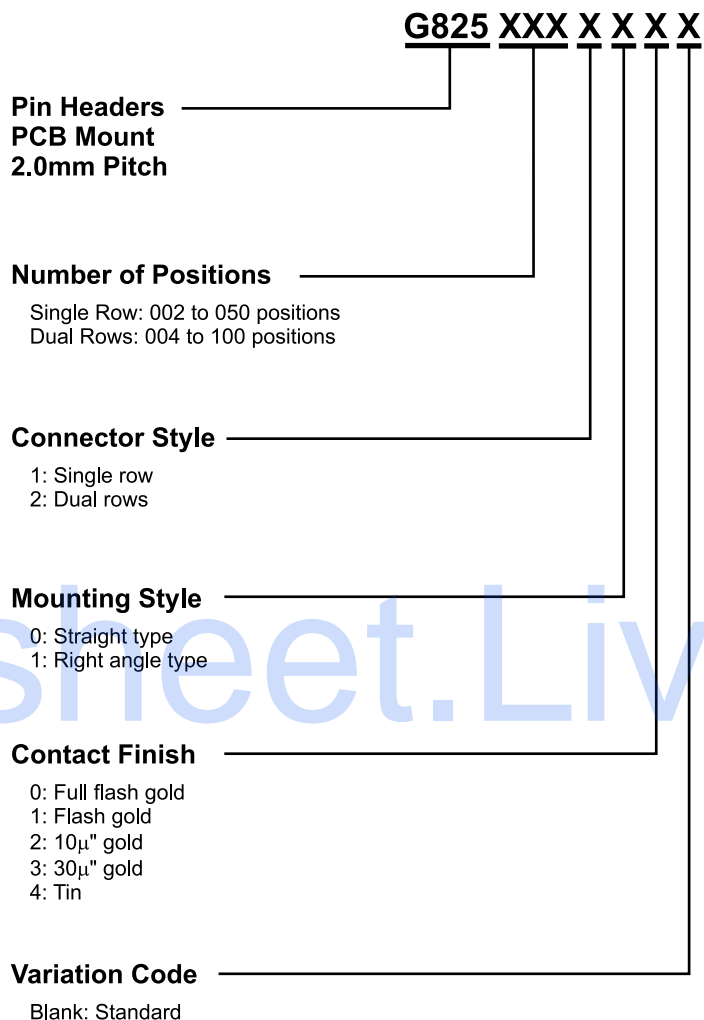 G825 XXX X X X X
Pin Headers
PCB Mount
2.0mm Pitch
Number of Positions
Single Row: 002 to 050 positions
Dual Rows: 004 to 100 positions
Connector Style
1: Single row
2: Dual rows
Mounting Style
0: Straight type
1: Right angle type
sheet.Liv
Contact Finish
0: Full flash gold
1: Flash gold
2: 10μ" gold
3: 30μ" gold
4: Tin
Variation Code
Blank: Standard